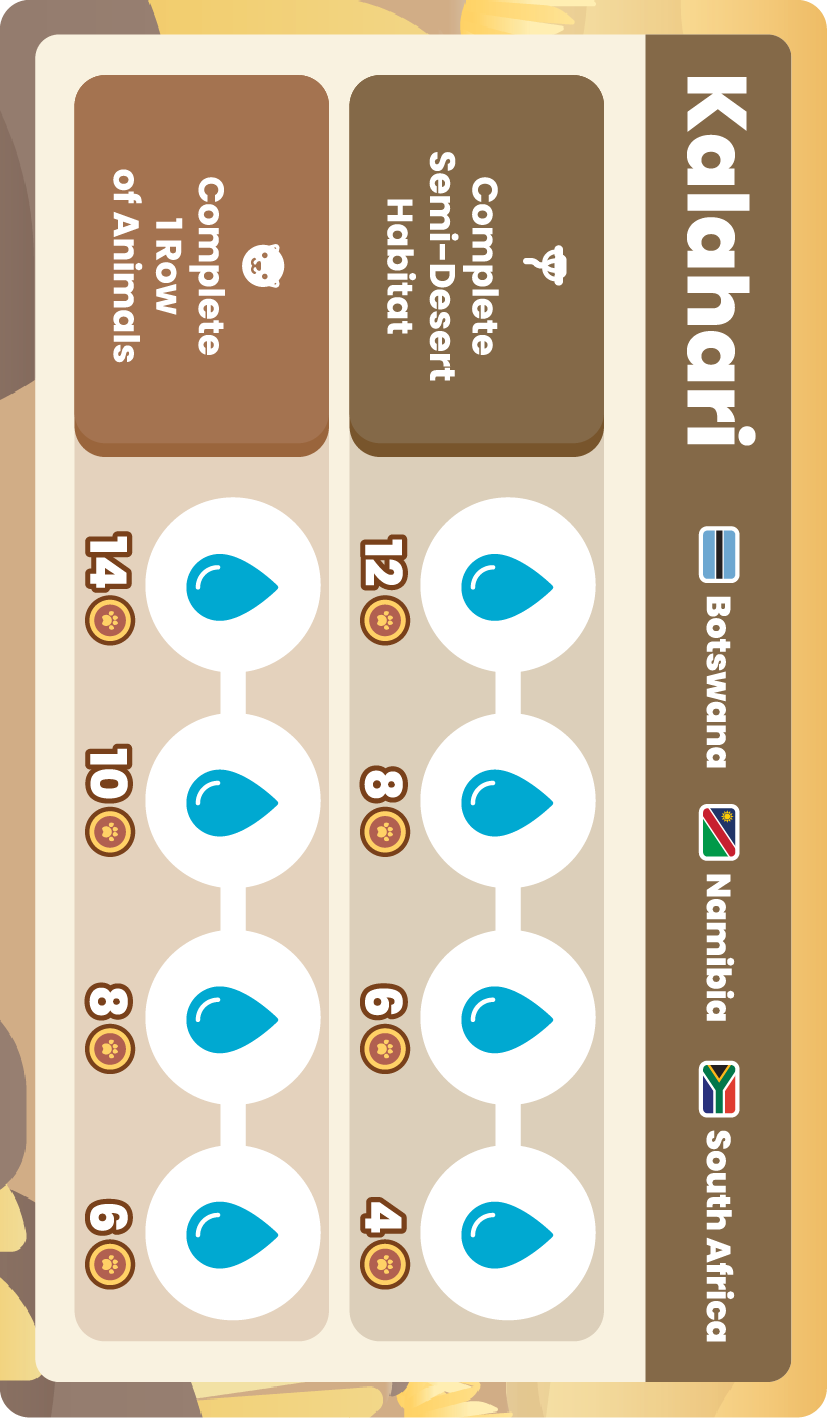 Kalahari
Botswana Namibia South Africa
Complete
Semi-Desert
Habitat
12 8 6 4
Complete
1 Row
of Animals
14 10 8 6